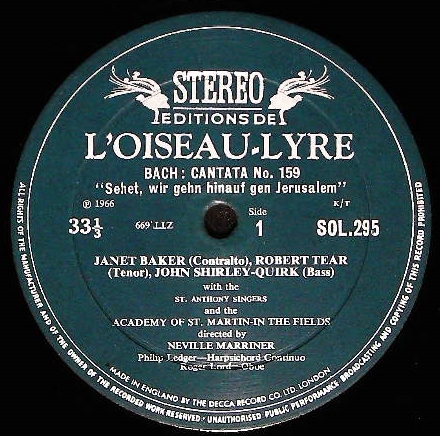 STEREO
EDITIONS DE
L'OISEAU-LYRE
BACH: CANTATA No. 159
"Sehet, wir gehn hinauf gen Jerusalem"
℗ 1966
K/T
33⅓
ZLL.669
Side
1
SOL.295
JANET BAKER (Contralto), ROBERT TEAR
(Tenor), JOHN SHIRLEY-QUIRK (Bass)
with the
ST. ANTHONY SINGERS
and the
ACADEMY OF ST. MARTIN-IN THE FIELDS
directed by
NEVILLE MARRINER
Philip Ledger—Harpsichord Continuo
Roger Lord—Oboe
MADE IN ENGLAND BY THE DECCA RECORD CO. LTD. LONDON
ALL RIGHTS OF THE MANUFACTURER AND OF THE OWNER OF THE RECORDED WORK RESERVED · UNAUTHORISED PUBLIC PERFORMANCE BROADCASTING AND COPYING OF THIS RECORD PROHIBITED